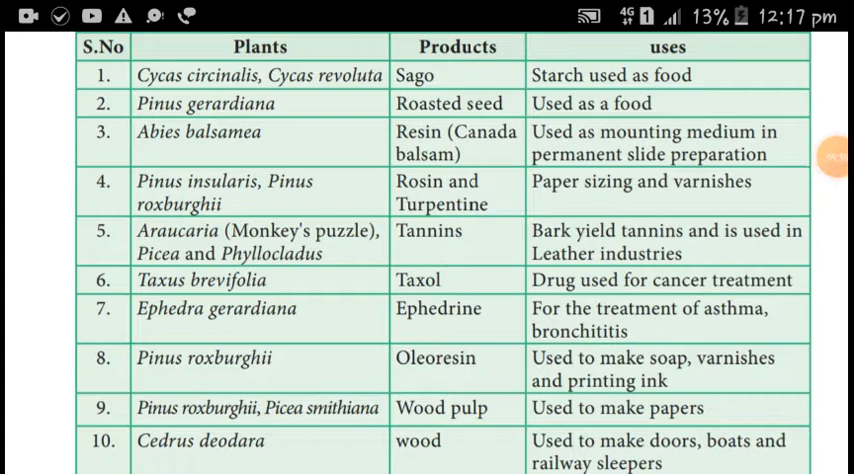 4G 1 13% 12:17 pm
S.No Plants Products uses
1. Cycas circinalis, Cycas revoluta Sago Starch used as food
2. Pinus gerardiana Roasted seed Used as a food
3. Abies balsamea Resin (Canada Used as mounting medium in
balsam) permanent slide preparation
4. Pinus insularis, Pinus Rosin and Paper sizing and varnishes
roxburghii Turpentine
5. Araucaria (Monkey's puzzle), Tannins Bark yield tannins and is used in
Picea and Phyllocladus Leather industries
6. Taxus brevifolia Taxol Drug used for cancer treatment
7. Ephedra gerardiana Ephedrine For the treatment of asthma,
bronchititis
8. Pinus roxburghii Oleoresin Used to make soap, varnishes
and printing ink
9. Pinus roxburghii, Picea smithiana Wood pulp Used to make papers
10. Cedrus deodara wood Used to make doors, boats and
railway sleepers